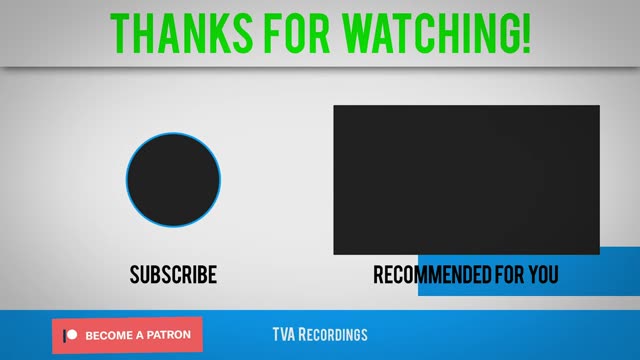 THANKS FOR WATCHING!
SUBSCRIBE
RECOMMENDED FOR YOU
BECOME A PATRON
TVA RECORDINGS